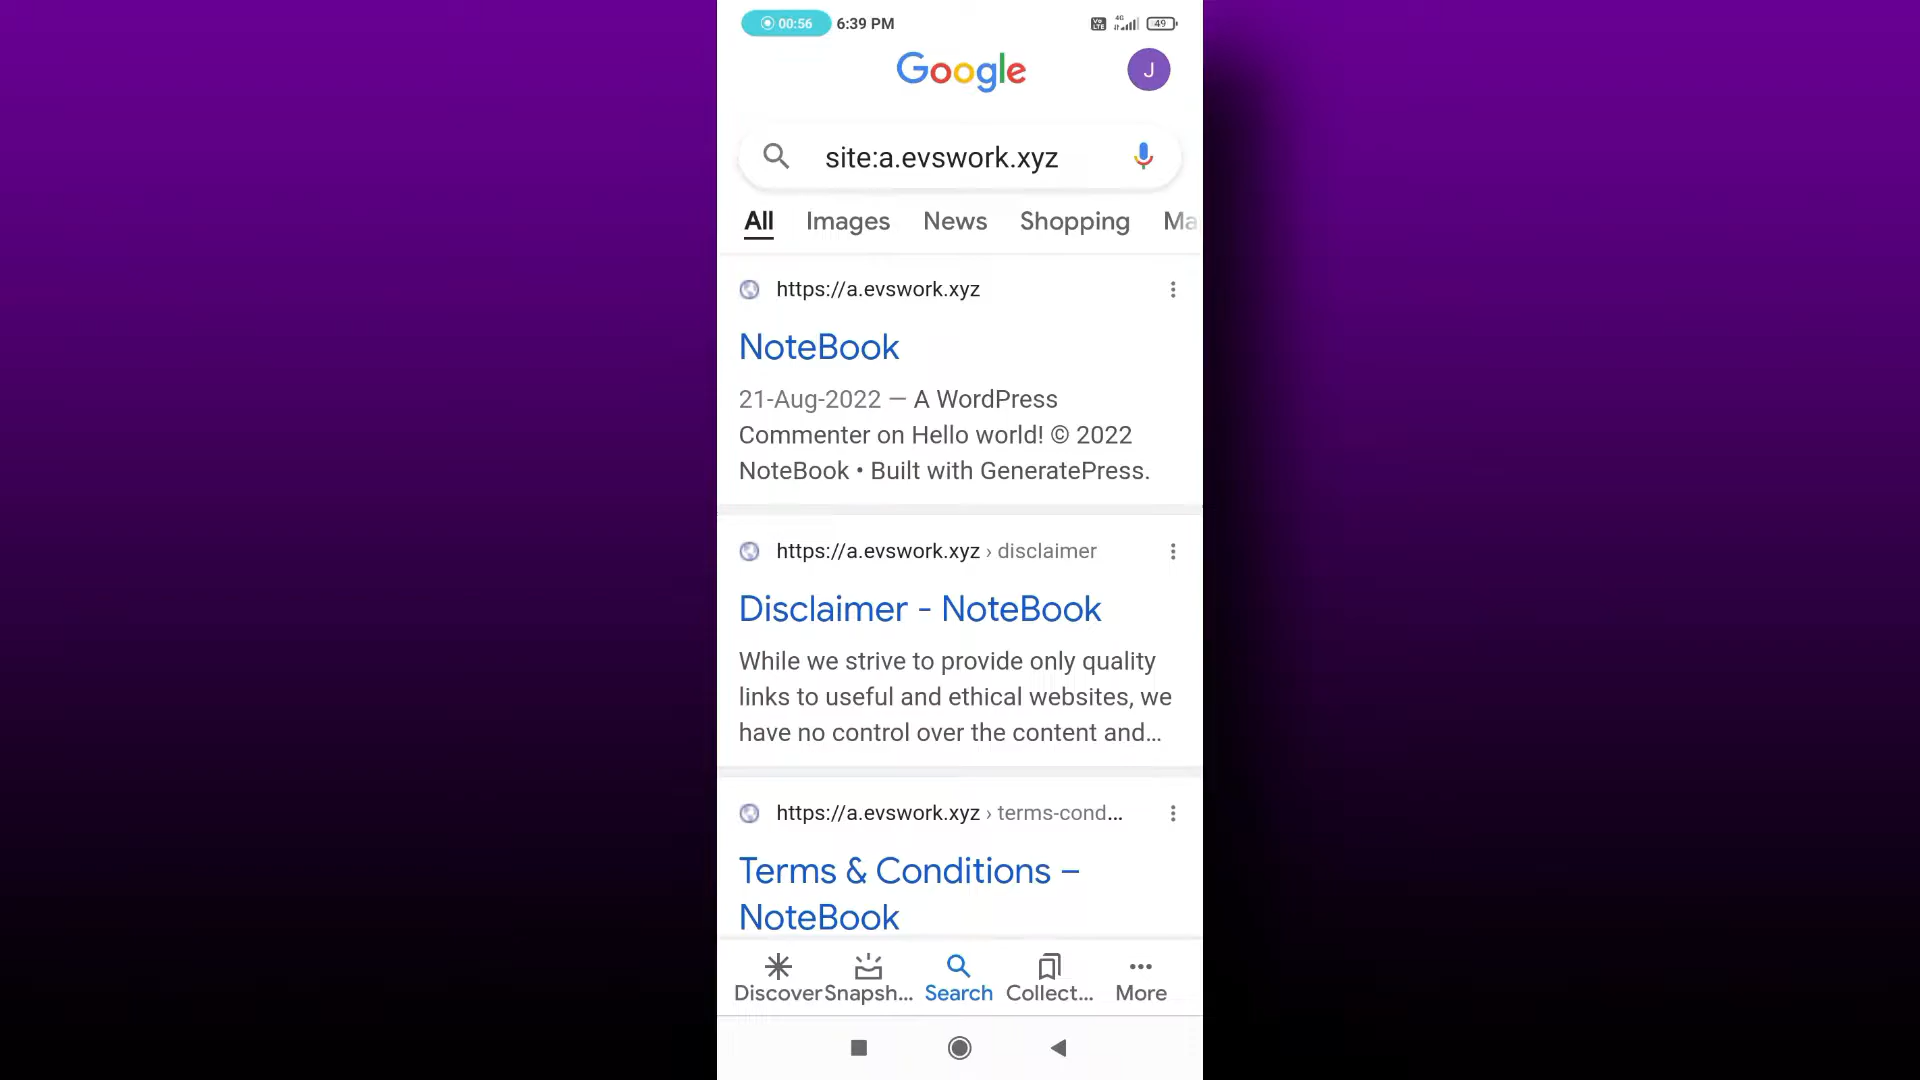 00:56 6:39 PM Vo LTE 4G 49
Google J
site:a.evswork.xyz
All Images News Shopping Ma
https://a.evswork.xyz
NoteBook
21-Aug-2022 — A WordPress
Commenter on Hello world! © 2022
NoteBook • Built with GeneratePress.
https://a.evswork.xyz › disclaimer
Disclaimer - NoteBook
While we strive to provide only quality
links to useful and ethical websites, we
have no control over the content and...
https://a.evswork.xyz › terms-cond...
Terms & Conditions –
NoteBook
Discover Snapsh... Search Collect... More